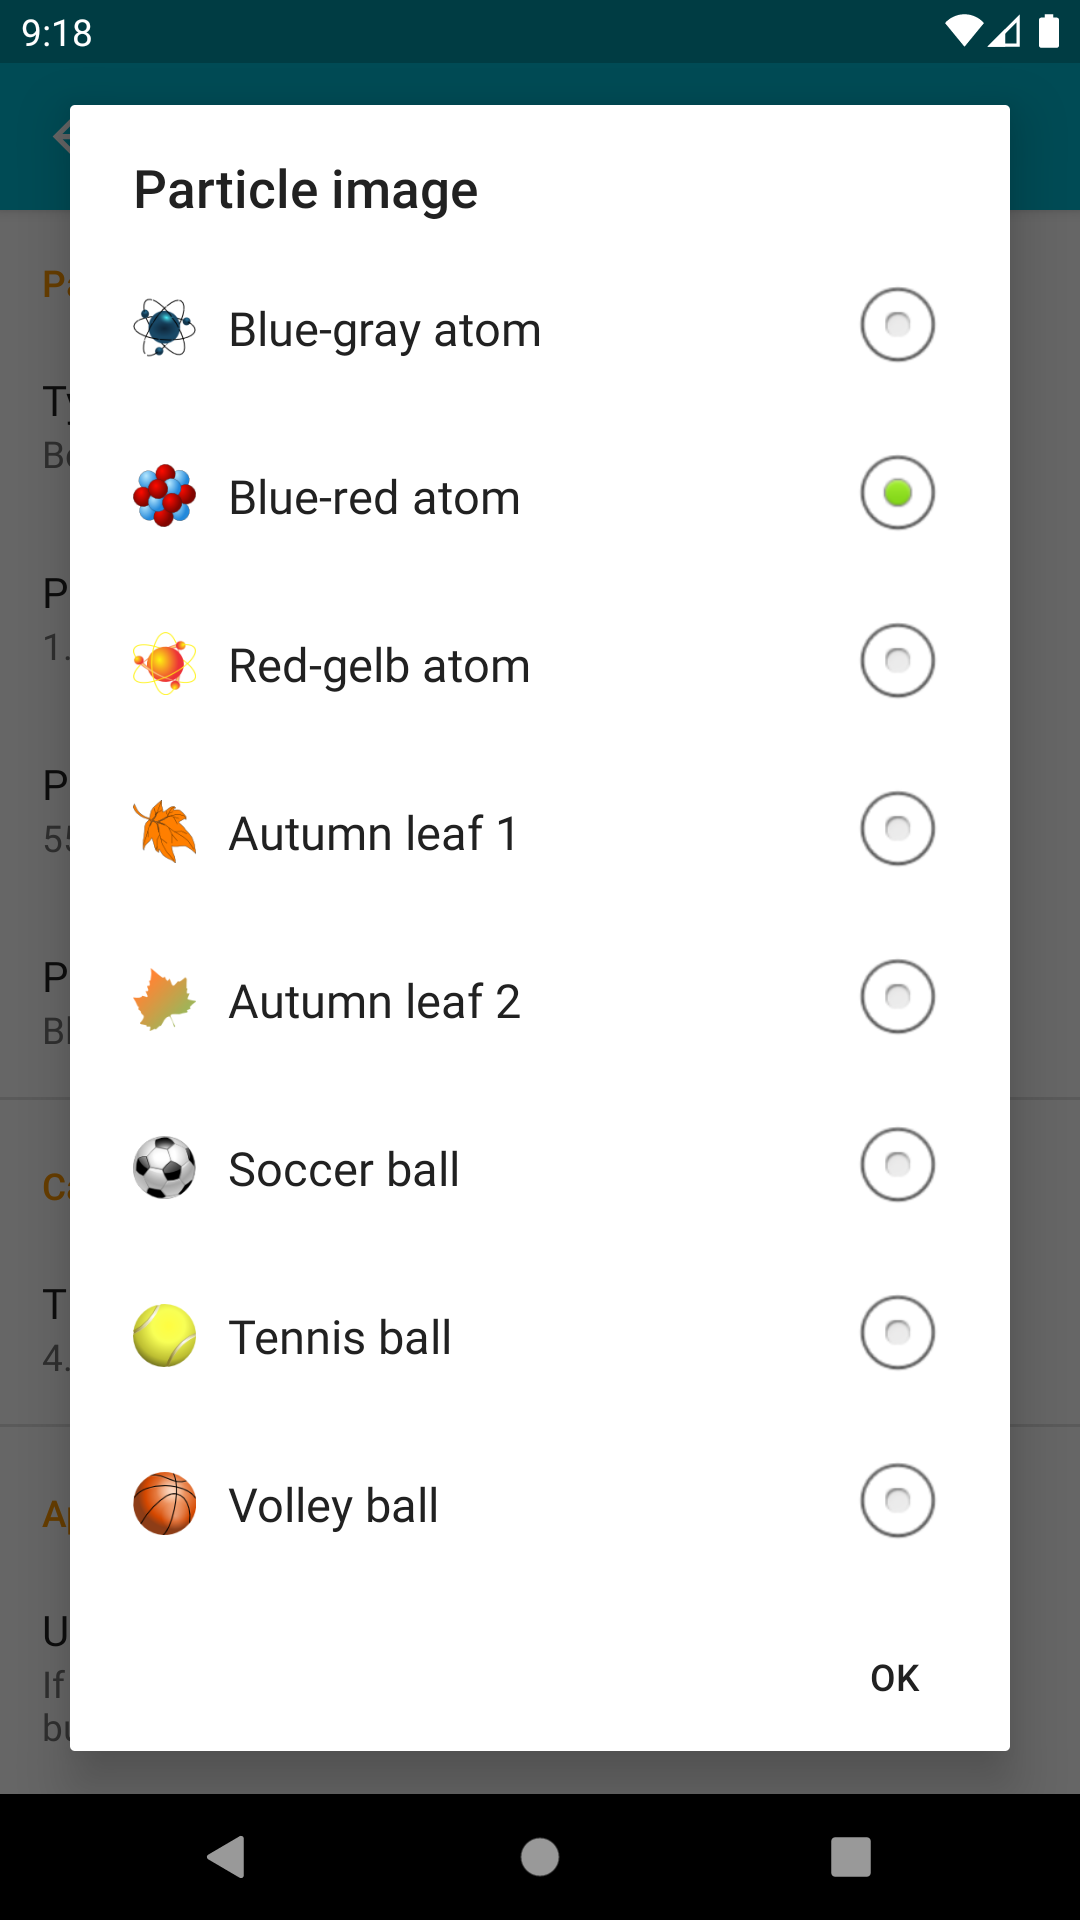 9:18
Particle image
Blue-gray atom
Blue-red atom
Red-gelb atom
Autumn leaf 1
Autumn leaf 2
Soccer ball
Tennis ball
Volley ball
OK